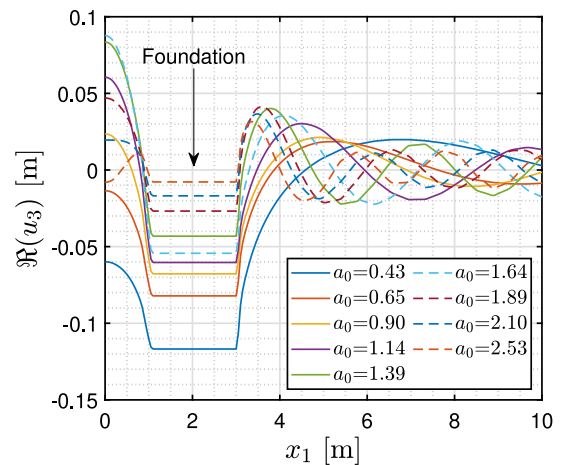 0.1
0.05
0
-0.05
-0.1
-0.15
ℜ(u₃) [m]
Foundation
a₀=0.43
a₀=0.65
a₀=0.90
a₀=1.14
a₀=1.39
a₀=1.64
a₀=1.89
a₀=2.10
a₀=2.53
0 2 4 6 8 10
x₁ [m]